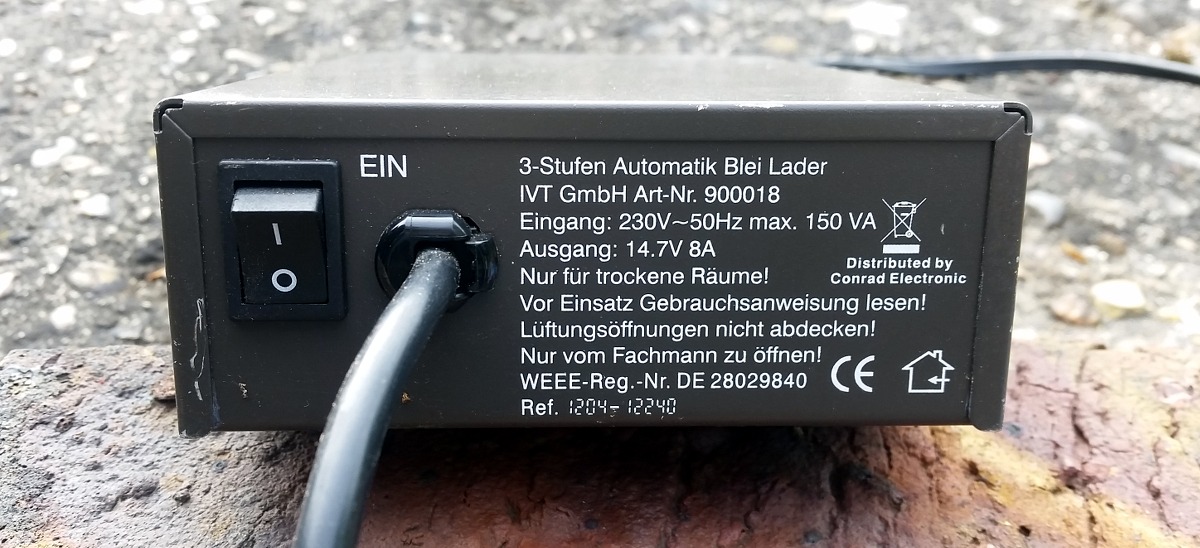 EIN
I
O
3-Stufen Automatik Blei Lader
IVT GmbH Art-Nr. 900018
Eingang: 230V~50Hz max. 150 VA
Ausgang: 14.7V 8A
Nur für trockene Räume!
Vor Einsatz Gebrauchsanweisung lesen!
Lüftungsöffnungen nicht abdecken!
Nur vom Fachmann zu öffnen!
WEEE-Reg.-Nr. DE 28029840
Ref. 1204-12240
Distributed by
Conrad Electronic
CE